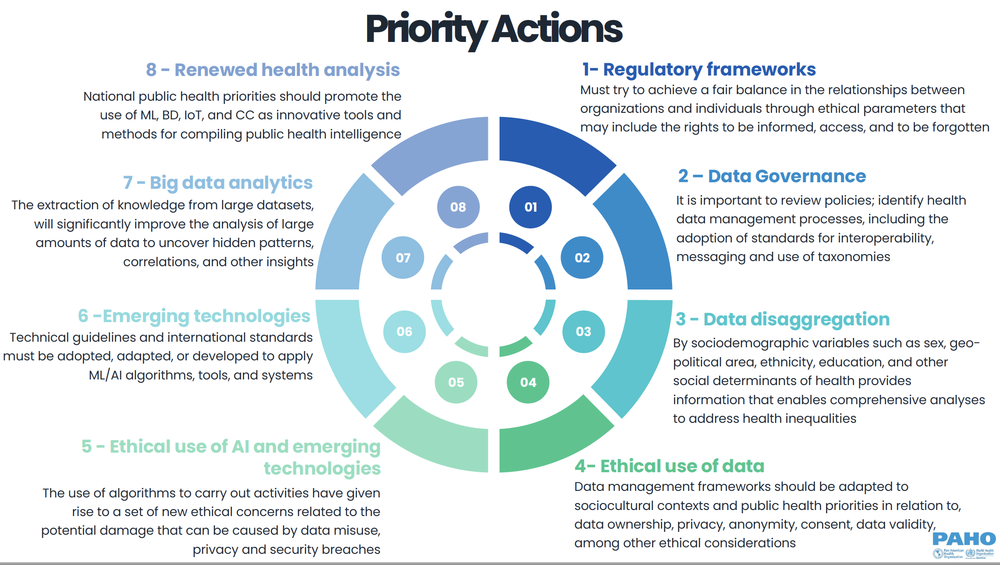 Priority Actions
8 - Renewed health analysis
National public health priorities should promote the
use of ML, BD, IoT, and CC as innovative tools and
methods for compiling public health intelligence
1- Regulatory frameworks
Must try to achieve a fair balance in the relationships between
organizations and individuals through ethical parameters that
may include the rights to be informed, access, and to be forgotten
7 - Big data analytics
The extraction of knowledge from large datasets,
will significantly improve the analysis of large
amounts of data to uncover hidden patterns,
correlations, and other insights
2 – Data Governance
It is important to review policies; identify health
data management processes, including the
adoption of standards for interoperability,
messaging and use of taxonomies
08
01
07
02
06
03
05
04
6 -Emerging technologies
Technical guidelines and international standards
must be adopted, adapted, or developed to apply
ML/AI algorithms, tools, and systems
3 - Data disaggregation
By sociodemographic variables such as sex, geo-
political area, ethnicity, education, and other
social determinants of health provides
information that enables comprehensive analyses
to address health inequalities
5 - Ethical use of AI and emerging
technologies
The use of algorithms to carry out activities have given
rise to a set of new ethical concerns related to the
potential damage that can be caused by data misuse,
privacy and security breaches
4- Ethical use of data
Data management frameworks should be adapted to
sociocultural contexts and public health priorities in relation to,
data ownership, privacy, anonymity, consent, data validity,
among other ethical considerations
PAHO
Pan American
Health
Organization
World Health
Organization
Americas